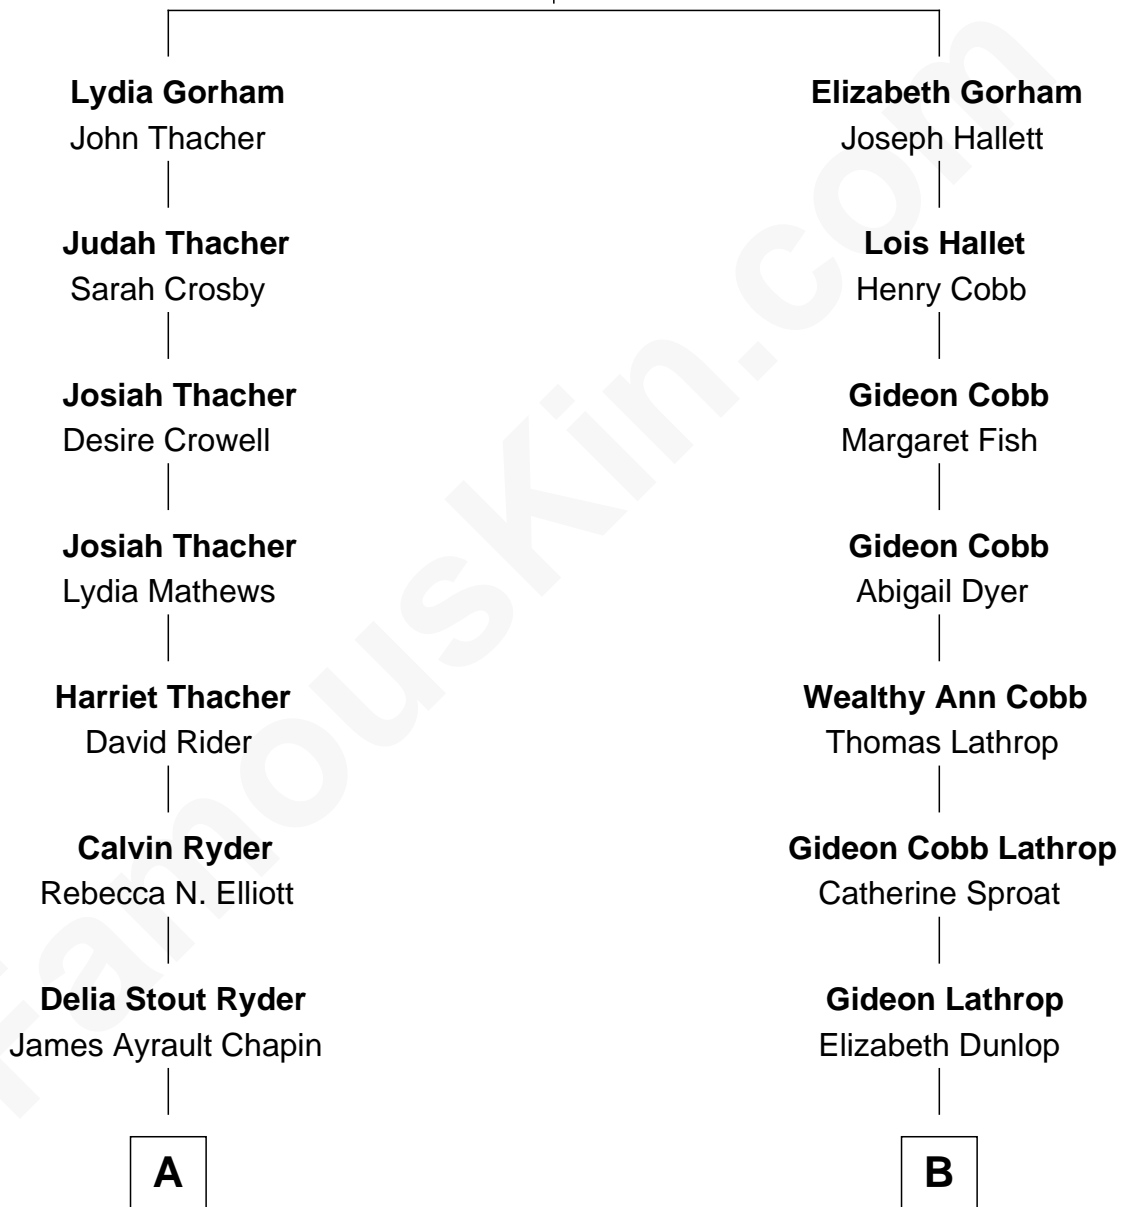 Lydia Gorham
John Thacher
Elizabeth Gorham
Joseph Hallett
Judah Thacher
Sarah Crosby
Lois Hallet
Henry Cobb
Josiah Thacher
Desire Crowell
Gideon Cobb
Margaret Fish
Josiah Thacher
Lydia Mathews
Gideon Cobb
Abigail Dyer
Harriet Thacher
David Rider
Wealthy Ann Cobb
Thomas Lathrop
Calvin Ryder
Rebecca N. Elliott
Gideon Cobb Lathrop
Catherine Sproat
Delia Stout Ryder
James Ayrault Chapin
Gideon Lathrop
Elizabeth Dunlop
A
B
FamousKin.com